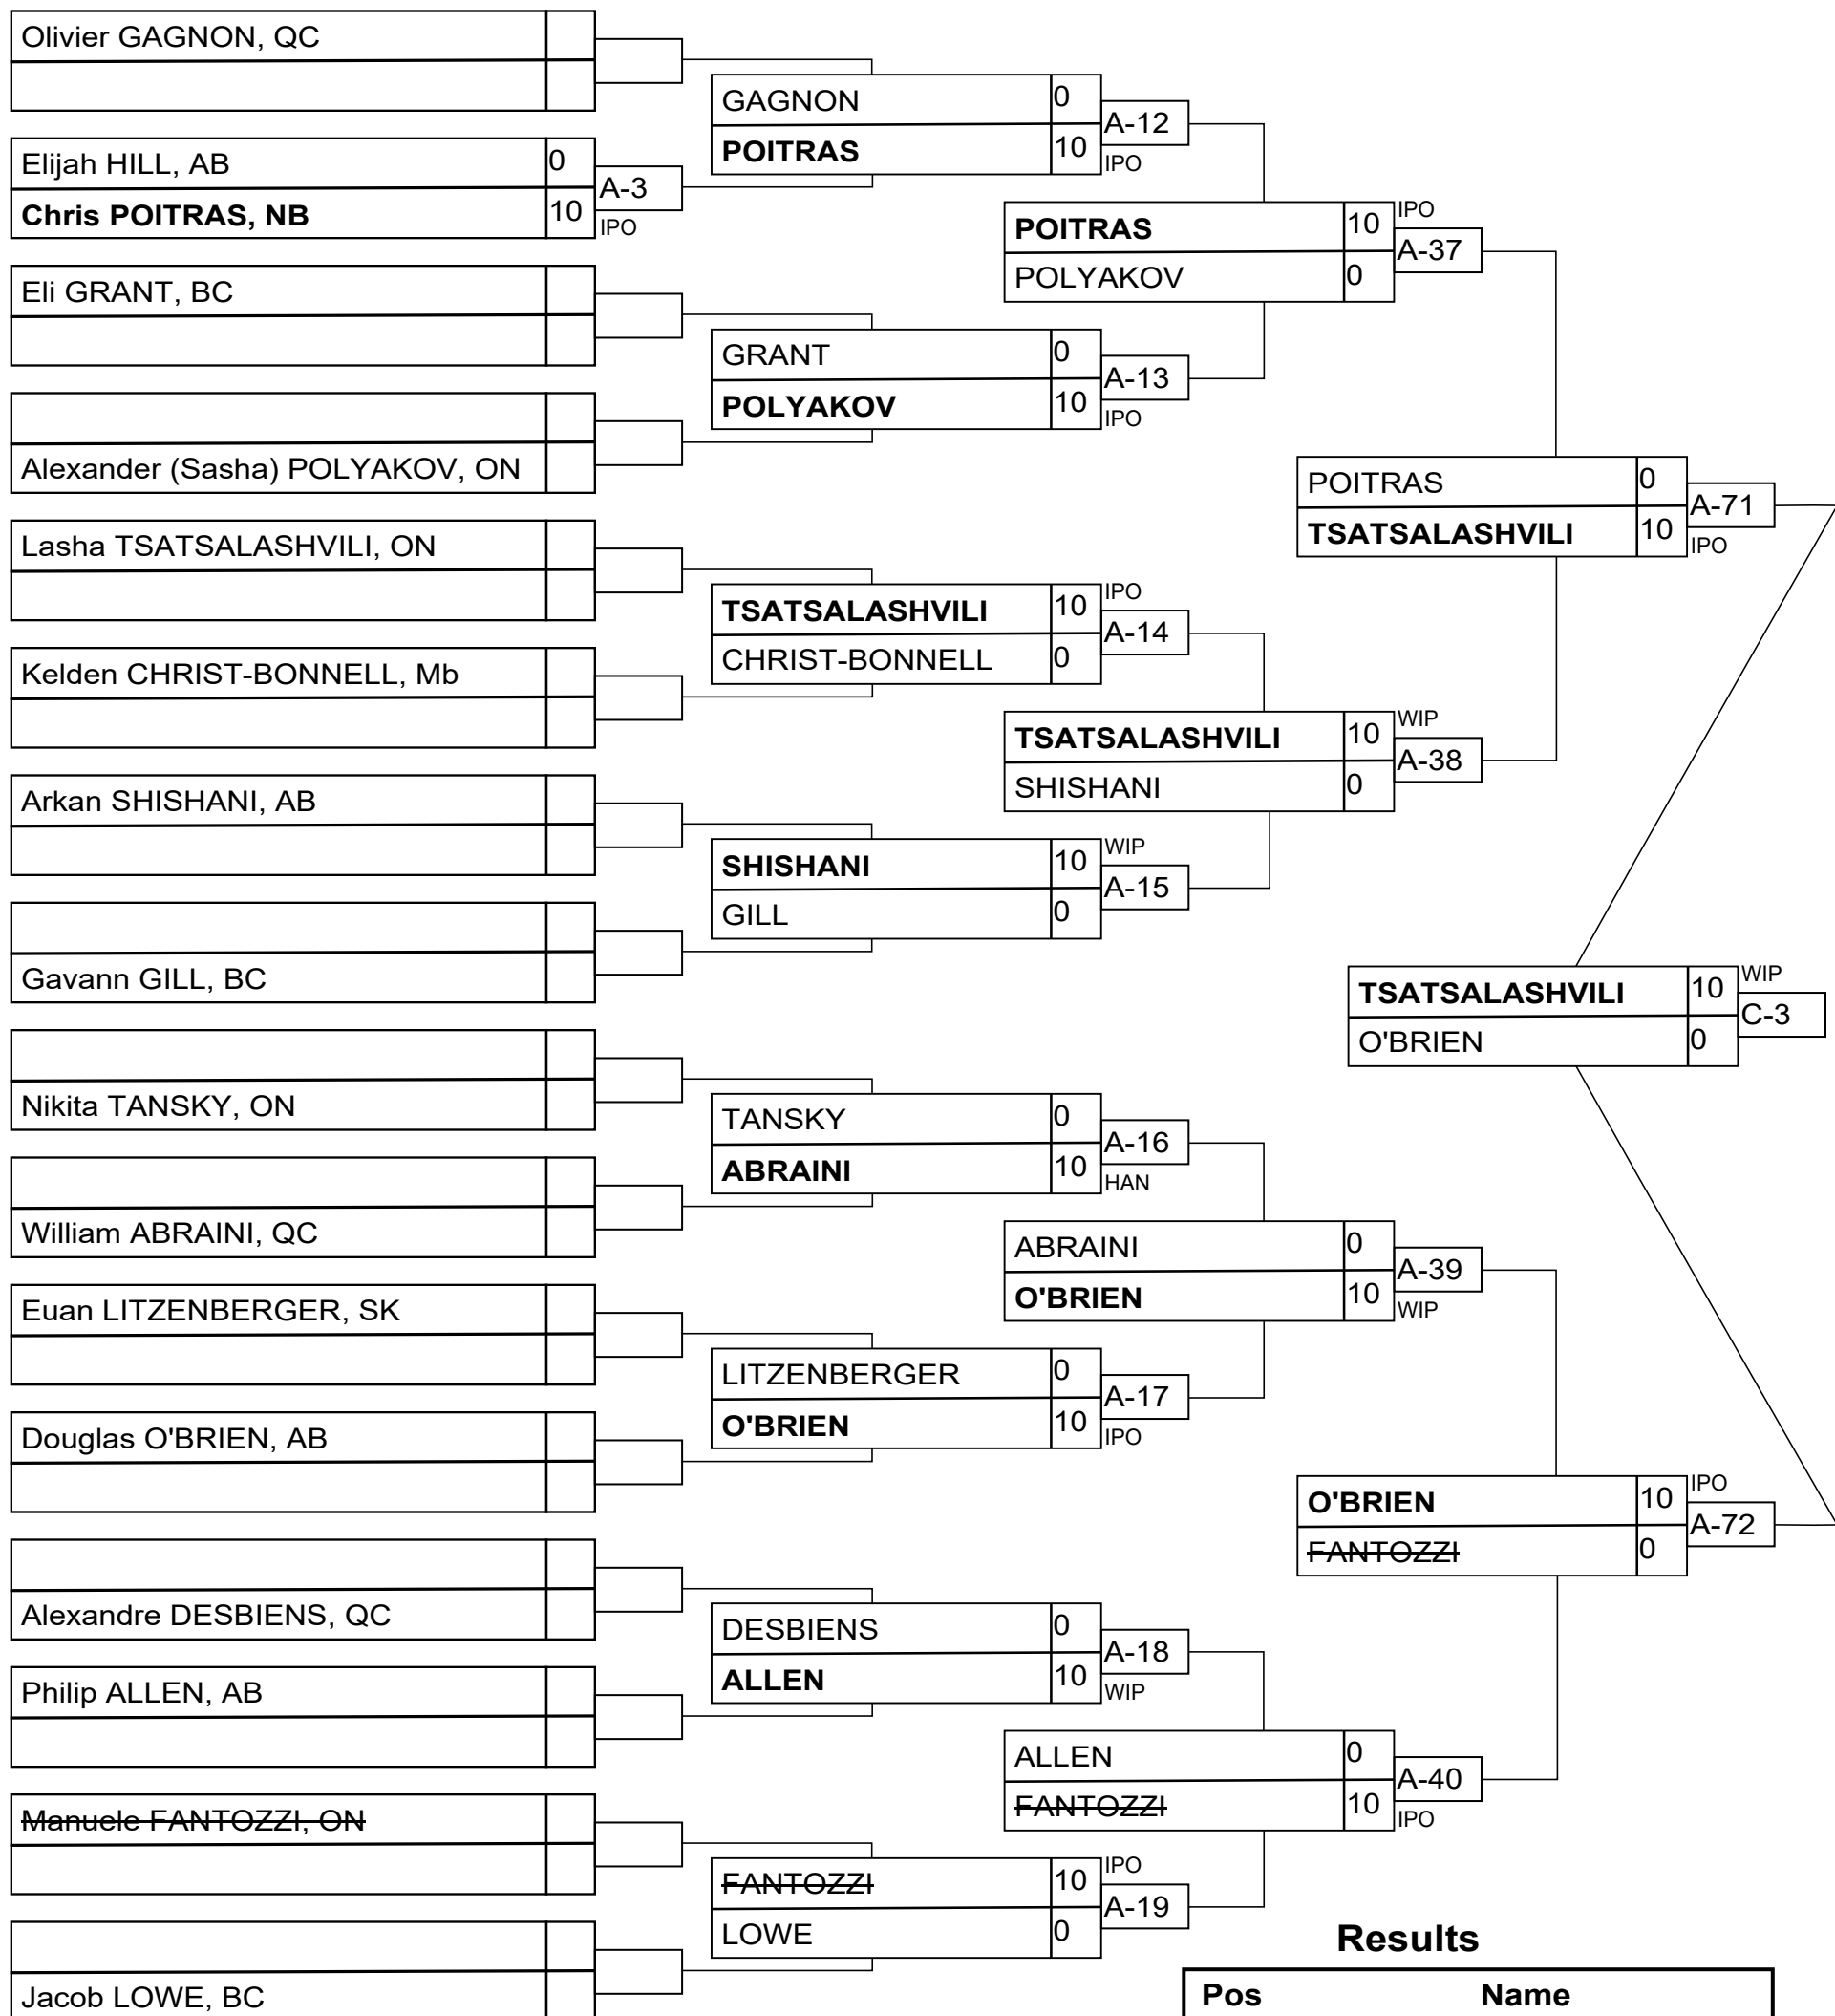 Olivier GAGNON, QC
Elijah HILL, AB 0
Chris POITRAS, NB 10
A-3
IPO
Eli GRANT, BC
Alexander (Sasha) POLYAKOV, ON
Lasha TSATSALASHVILI, ON
Kelden CHRIST-BONNELL, Mb
Arkan SHISHANI, AB
Gavann GILL, BC
Nikita TANSKY, ON
William ABRAINI, QC
Euan LITZENBERGER, SK
Douglas O'BRIEN, AB
Alexandre DESBIENS, QC
Philip ALLEN, AB
Manuele FANTOZZI, ON
Jacob LOWE, BC
GAGNON 0
POITRAS 10
A-12
IPO
GRANT 0
POLYAKOV 10
A-13
IPO
TSATSALASHVILI 10
CHRIST-BONNELL 0
IPO
A-14
SHISHANI 10
GILL 0
WIP
A-15
TANSKY 0
ABRAINI 10
A-16
HAN
LITZENBERGER 0
O'BRIEN 10
A-17
IPO
DESBIENS 0
ALLEN 10
A-18
WIP
FANTOZZI 10
LOWE 0
IPO
A-19
POITRAS 10
POLYAKOV 0
IPO
A-37
TSATSALASHVILI 10
SHISHANI 0
WIP
A-38
ABRAINI 0
O'BRIEN 10
A-39
WIP
ALLEN 0
FANTOZZI 10
A-40
IPO
POITRAS 0
TSATSALASHVILI 10
A-71
IPO
O'BRIEN 10
FANTOZZI 0
IPO
A-72
TSATSALASHVILI 10
O'BRIEN 0
WIP
C-3
Results
Pos Name